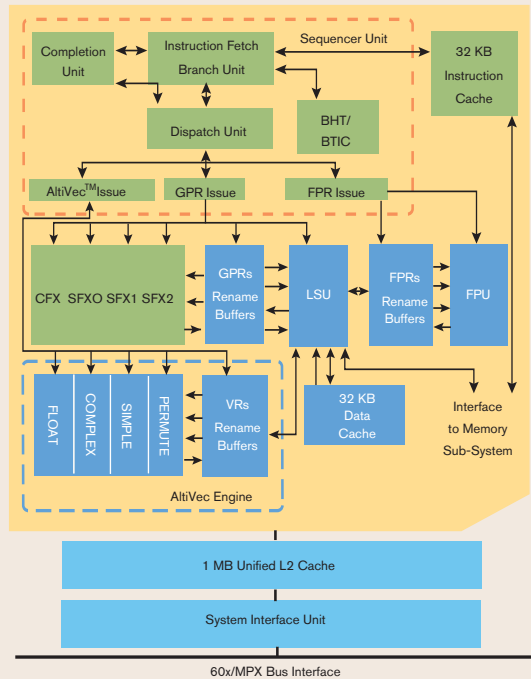 Completion
Unit
Instruction Fetch
Branch Unit
Sequencer Unit
32 KB
Instruction
Cache
BHT/
BTIC
Dispatch Unit
AltiVec™Issue
GPR Issue
FPR Issue
CFX SFXO SFX1 SFX2
GPRs
Rename
Buffers
LSU
FPRs
Rename
Buffers
FPU
FLOAT
COMPLEX
SIMPLE
PERMUTE
VRs
Rename
Buffers
32 KB
Data
Cache
Interface
to Memory
Sub-System
AltiVec Engine
1 MB Unified L2 Cache
System Interface Unit
60x/MPX Bus Interface